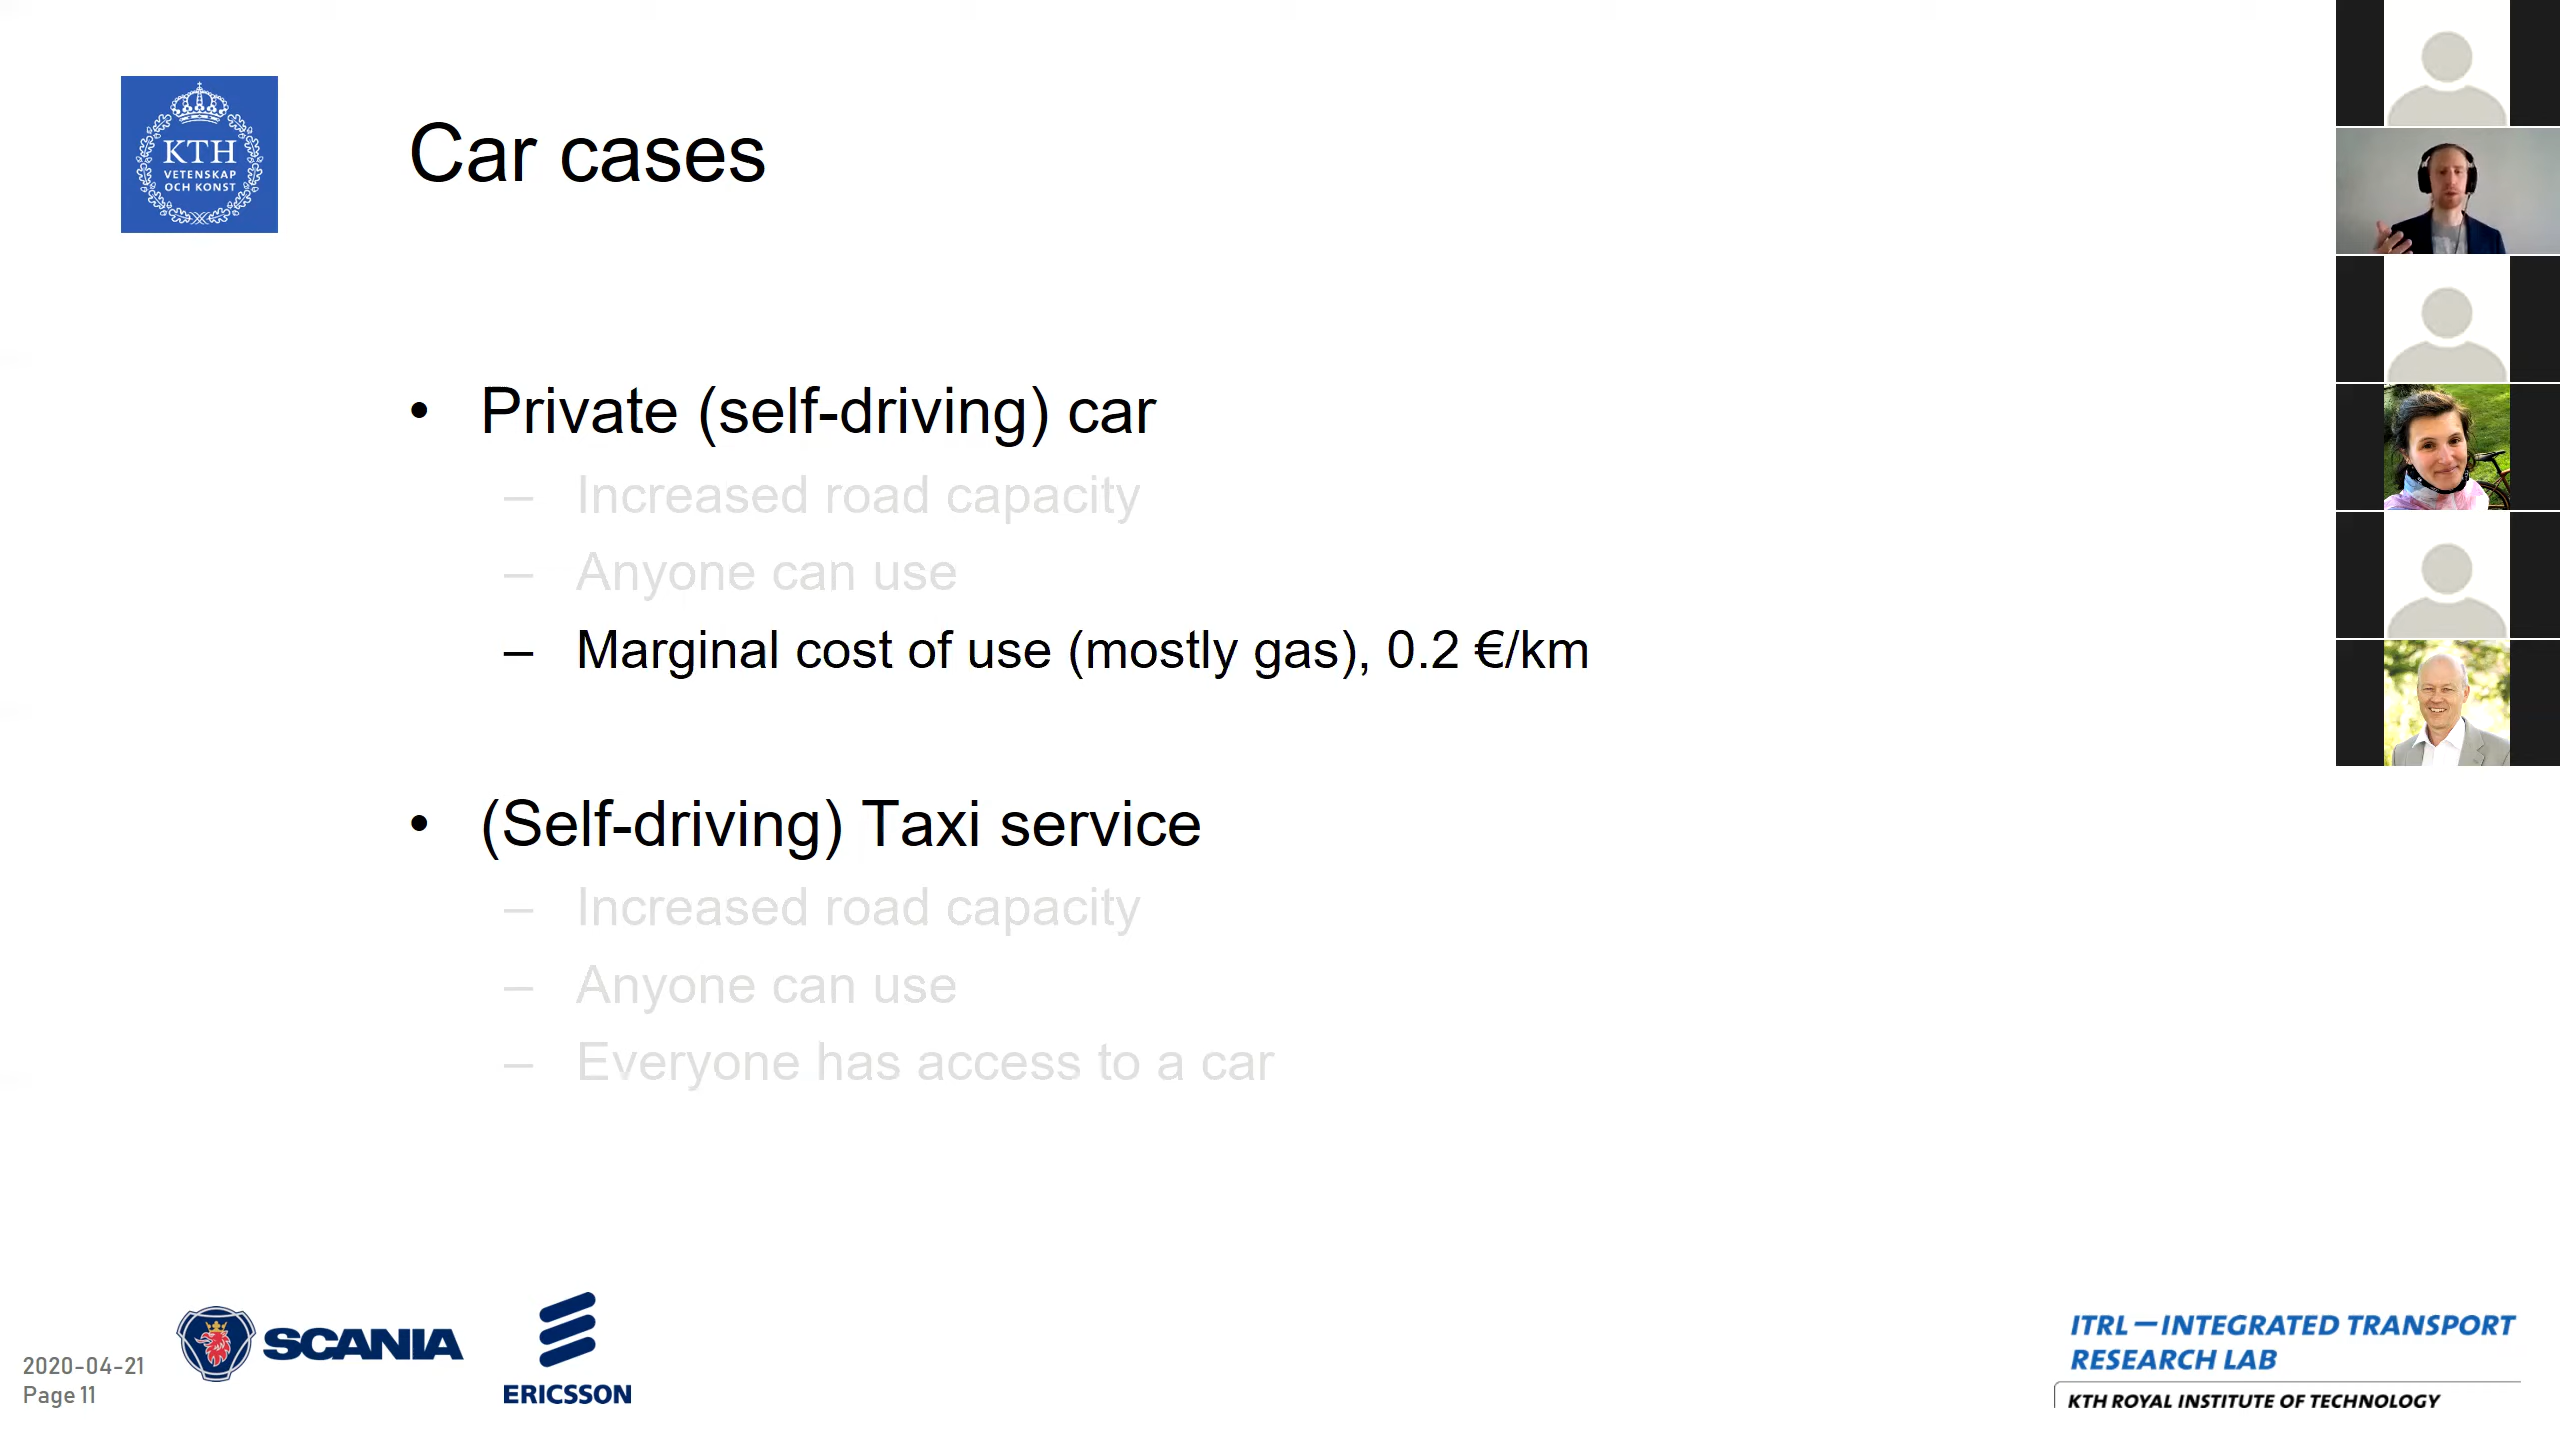 KTH
VETENSKAP
OCH KONST
Car cases
• Private (self-driving) car
– Increased road capacity
– Anyone can use
– Marginal cost of use (mostly gas), 0.2 €/km
• (Self-driving) Taxi service
– Increased road capacity
– Anyone can use
– Everyone has access to a car
2020-04-21
Page 11
SCANIA
ERICSSON
ITRL – INTEGRATED TRANSPORT
RESEARCH LAB
KTH ROYAL INSTITUTE OF TECHNOLOGY